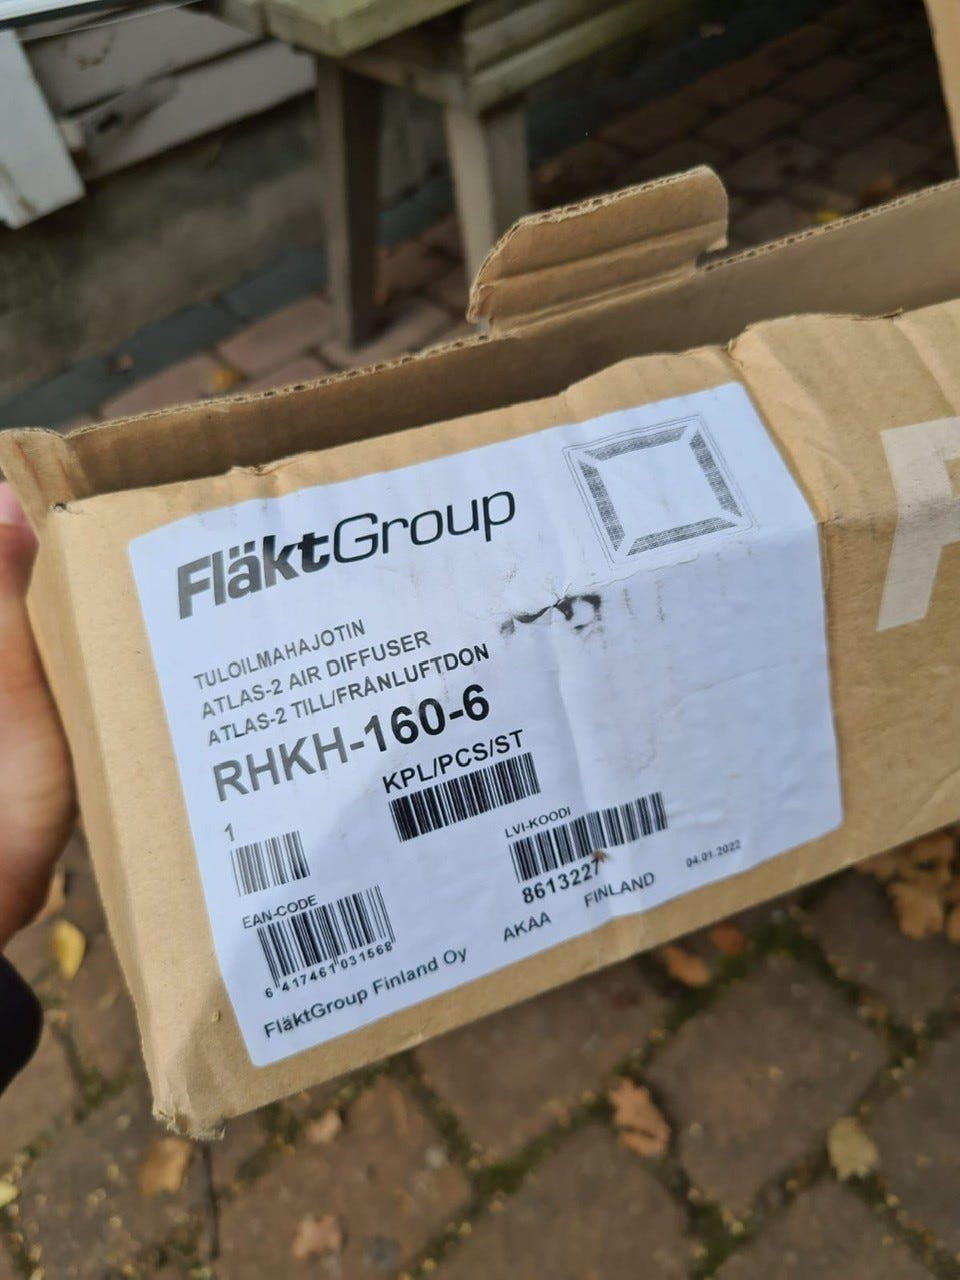 FläktGroup
TULOILMAHAJOTIN
ATLAS-2 AIR DIFFUSER
ATLAS-2 TILL/FRÅNLUFTDON
RHKH-160-6
KPL/PCS/ST
1
LVI-KOODI
8613227
EAN-CODE
6 417461 031568
04.01.2022
FläktGroup Finland Oy AKAA FINLAND
F